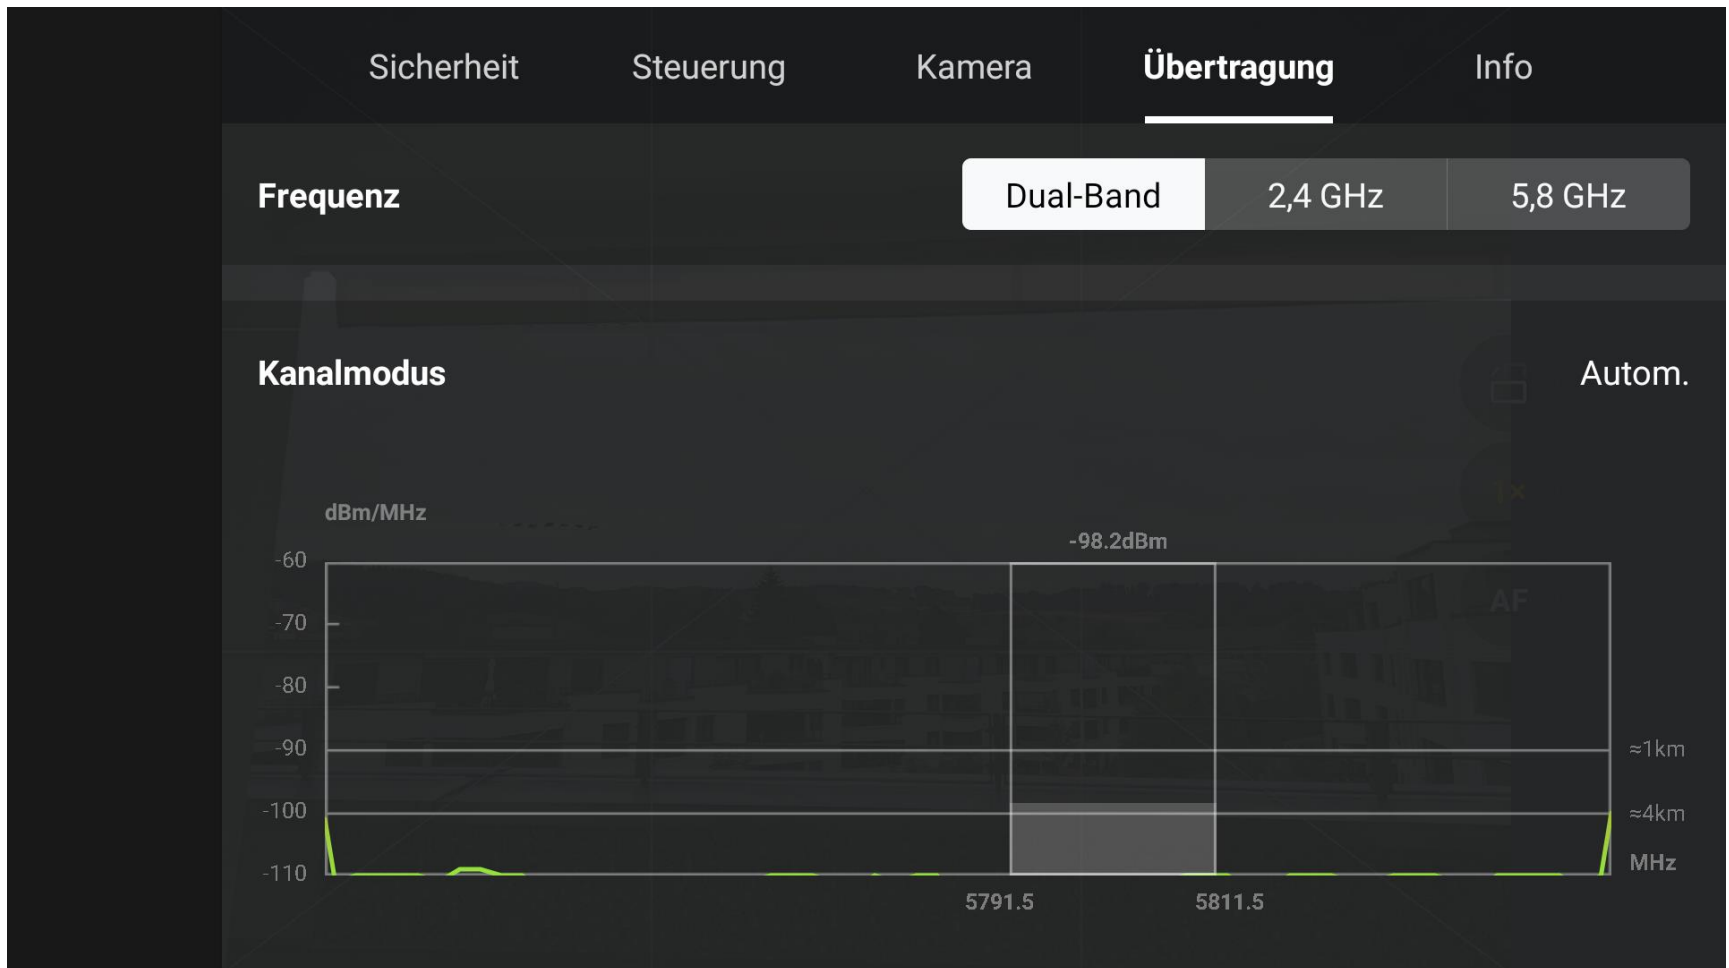 Sicherheit Steuerung Kamera Übertragung Info
Frequenz Dual-Band 2,4 GHz 5,8 GHz
Kanalmodus Autom.
dBm/MHz
-98.2dBm
-60
-70
AF
-80
-90 ≈1km
-100 ≈4km
-110 MHz
5791.5 5811.5